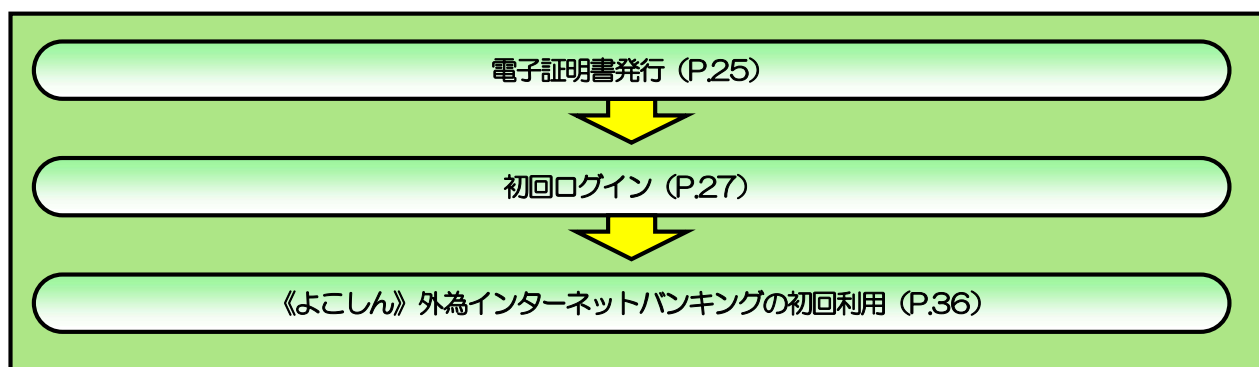 電子証明書発行（P.25）
初回ログイン（P.27）
《よこしん》外為インターネットバンキングの初回利用（P.36）